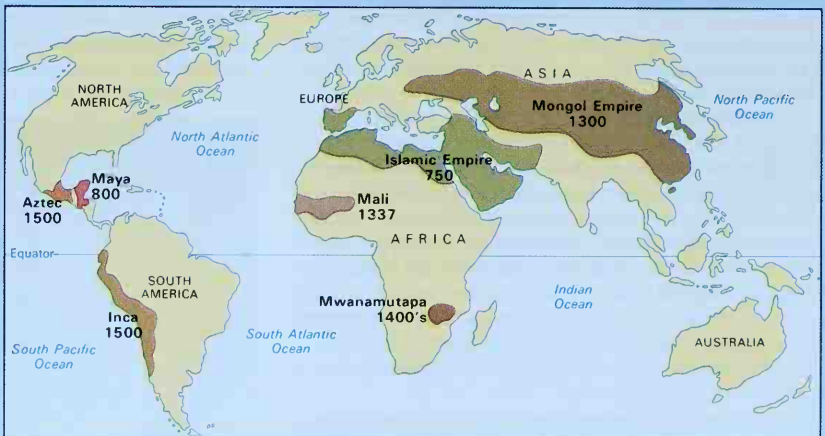 NORTH
AMERICA
EUROPE
ASIA
Mongol Empire
1300
North Pacific
Ocean
North Atlantic
Ocean
Islamic Empire
750
Maya
800
Aztec
1500
Mali
1337
AFRICA
Equator
SOUTH
AMERICA
Inca
1500
Mwanamutapa
1400's
Indian
Ocean
South Pacific
Ocean
South Atlantic
Ocean
AUSTRALIA